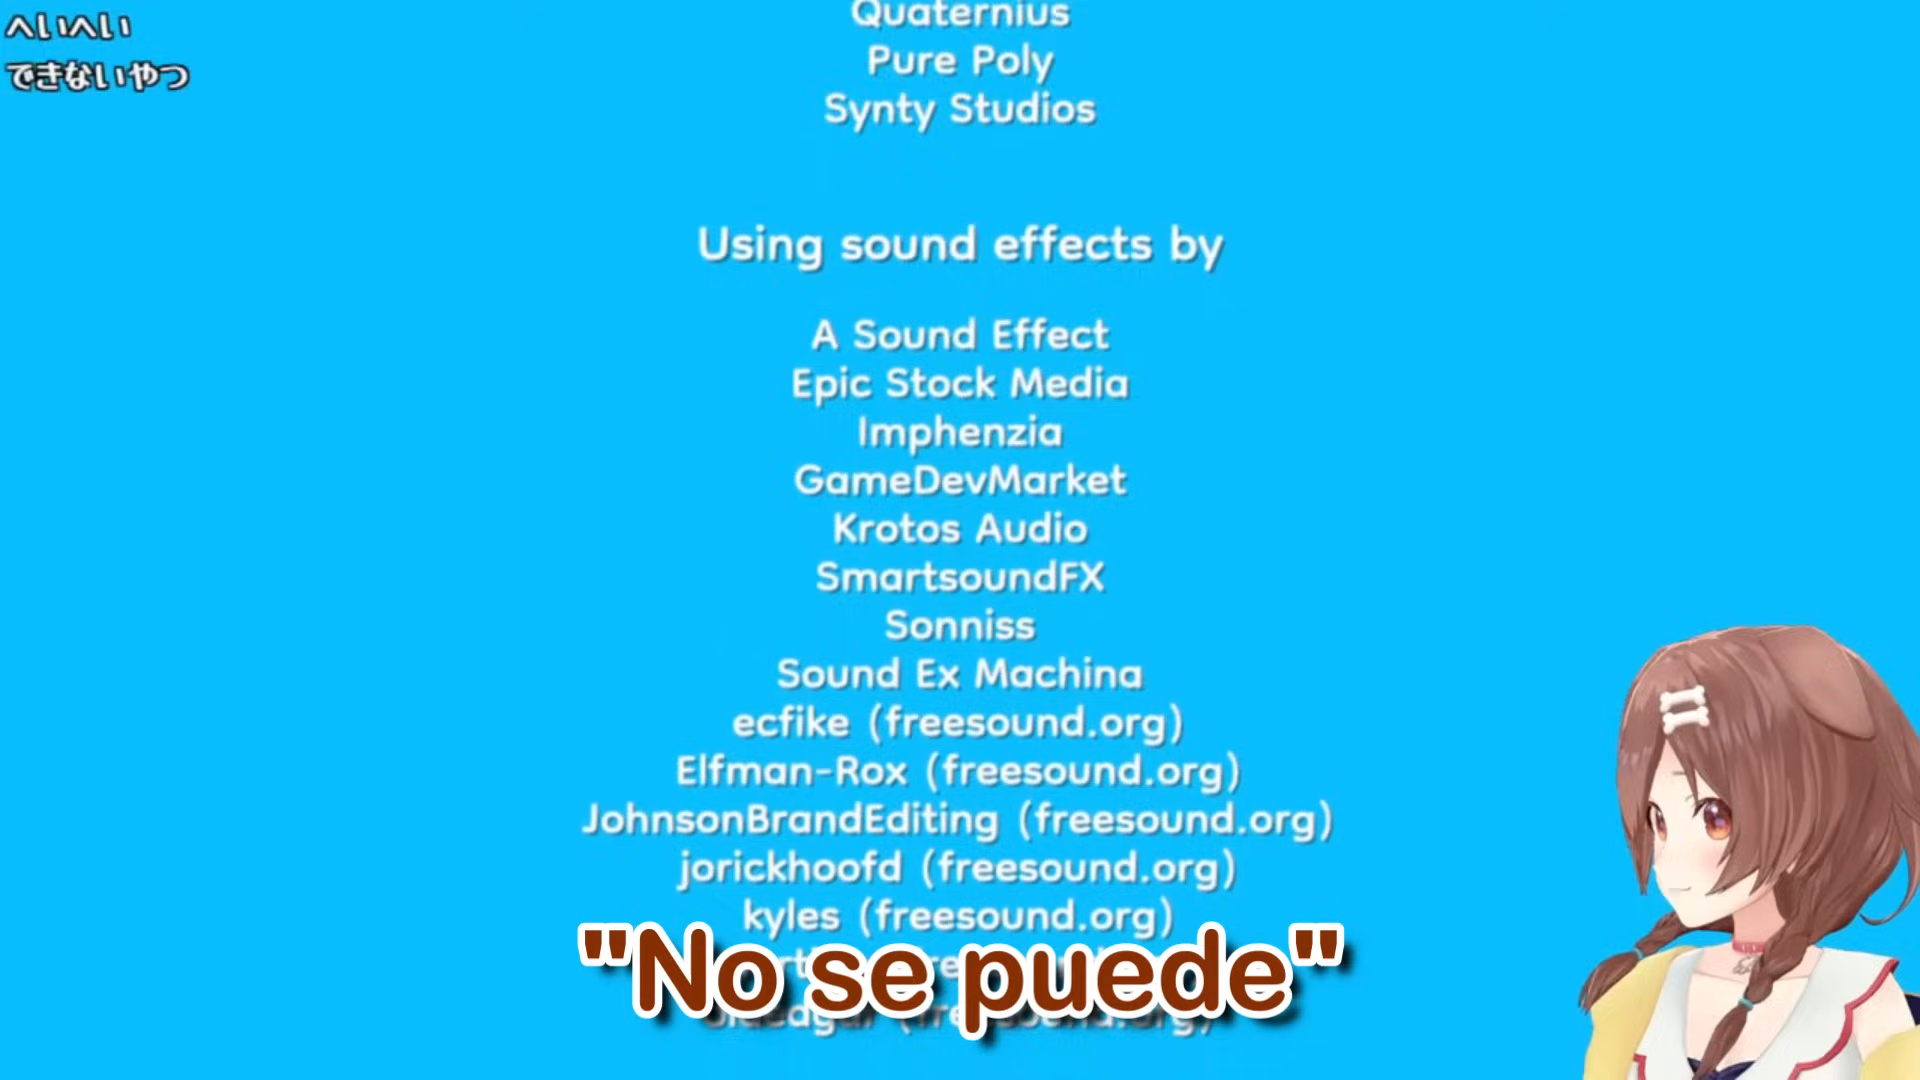 へいへい
できないやつ
Quaternius
Pure Poly
Synty Studios
Using sound effects by
A Sound Effect
Epic Stock Media
Imphenzia
GameDevMarket
Krotos Audio
SmartsoundFX
Sonniss
Sound Ex Machina
ecfike (freesound.org)
Elfman-Rox (freesound.org)
JohnsonBrandEditing (freesound.org)
jorickhoofd (freesound.org)
kyles (freesound.org)
"No se puede"